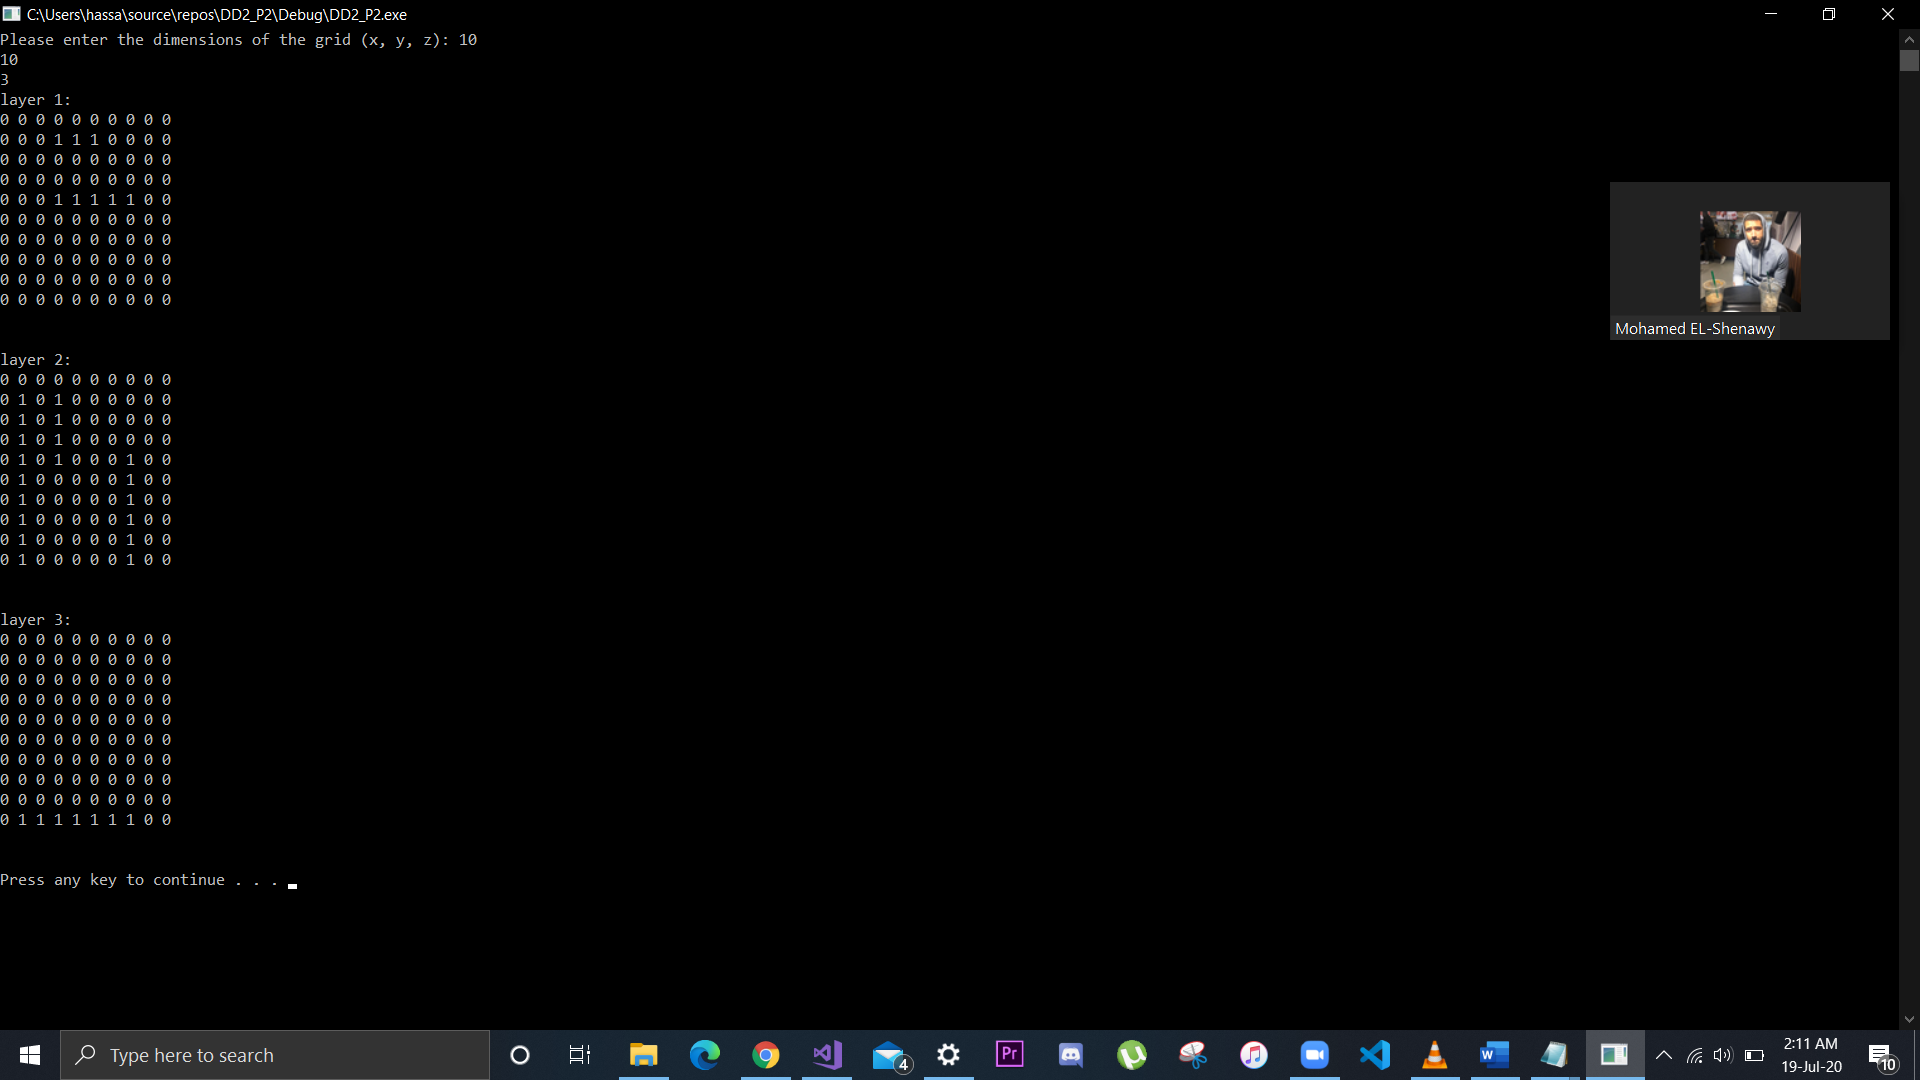 C:\Users\hassa\source\repos\DD2_P2\Debug\DD2_P2.exe
Please enter the dimensions of the grid (x, y, z): 10
10
3
layer 1:
0 0 0 0 0 0 0 0 0 0
0 0 0 1 1 1 0 0 0 0
0 0 0 0 0 0 0 0 0 0
0 0 0 0 0 0 0 0 0 0
0 0 0 1 1 1 1 1 0 0
0 0 0 0 0 0 0 0 0 0
0 0 0 0 0 0 0 0 0 0
0 0 0 0 0 0 0 0 0 0
0 0 0 0 0 0 0 0 0 0
0 0 0 0 0 0 0 0 0 0
layer 2:
0 0 0 0 0 0 0 0 0 0
0 1 0 1 0 0 0 0 0 0
0 1 0 1 0 0 0 0 0 0
0 1 0 1 0 0 0 0 0 0
0 1 0 1 0 0 0 1 0 0
0 1 0 0 0 0 0 1 0 0
0 1 0 0 0 0 0 1 0 0
0 1 0 0 0 0 0 1 0 0
0 1 0 0 0 0 0 1 0 0
0 1 0 0 0 0 0 1 0 0
layer 3:
0 0 0 0 0 0 0 0 0 0
0 0 0 0 0 0 0 0 0 0
0 0 0 0 0 0 0 0 0 0
0 0 0 0 0 0 0 0 0 0
0 0 0 0 0 0 0 0 0 0
0 0 0 0 0 0 0 0 0 0
0 0 0 0 0 0 0 0 0 0
0 0 0 0 0 0 0 0 0 0
0 0 0 0 0 0 0 0 0 0
0 1 1 1 1 1 1 1 0 0
Press any key to continue . . .
Mohamed EL-Shenawy
Type here to search
4
Pr
2:11 AM
19-Jul-20
10